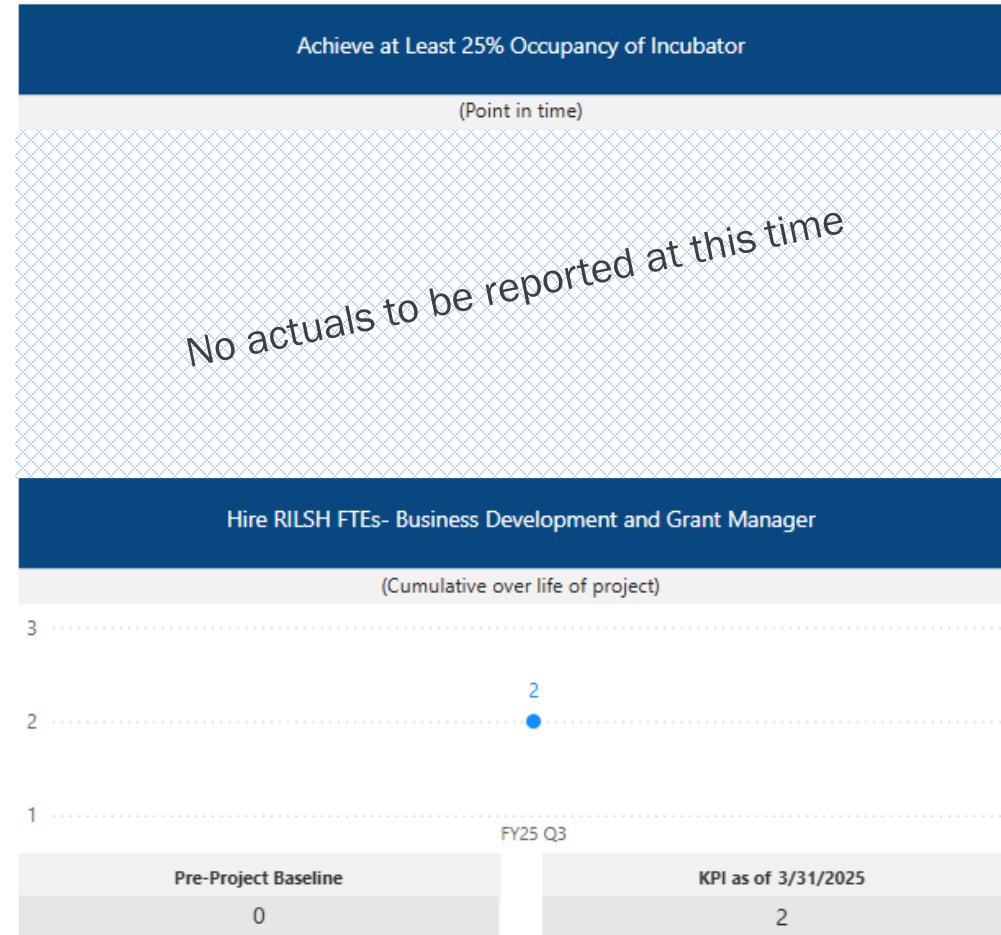 Achieve at Least 25% Occupancy of Incubator
(Point in time)
No actuals to be reported at this time
Hire RILSH FTEs- Business Development and Grant Manager
(Cumulative over life of project)
3
2
2
1
FY25 Q3
Pre-Project Baseline
KPI as of 3/31/2025
0
2